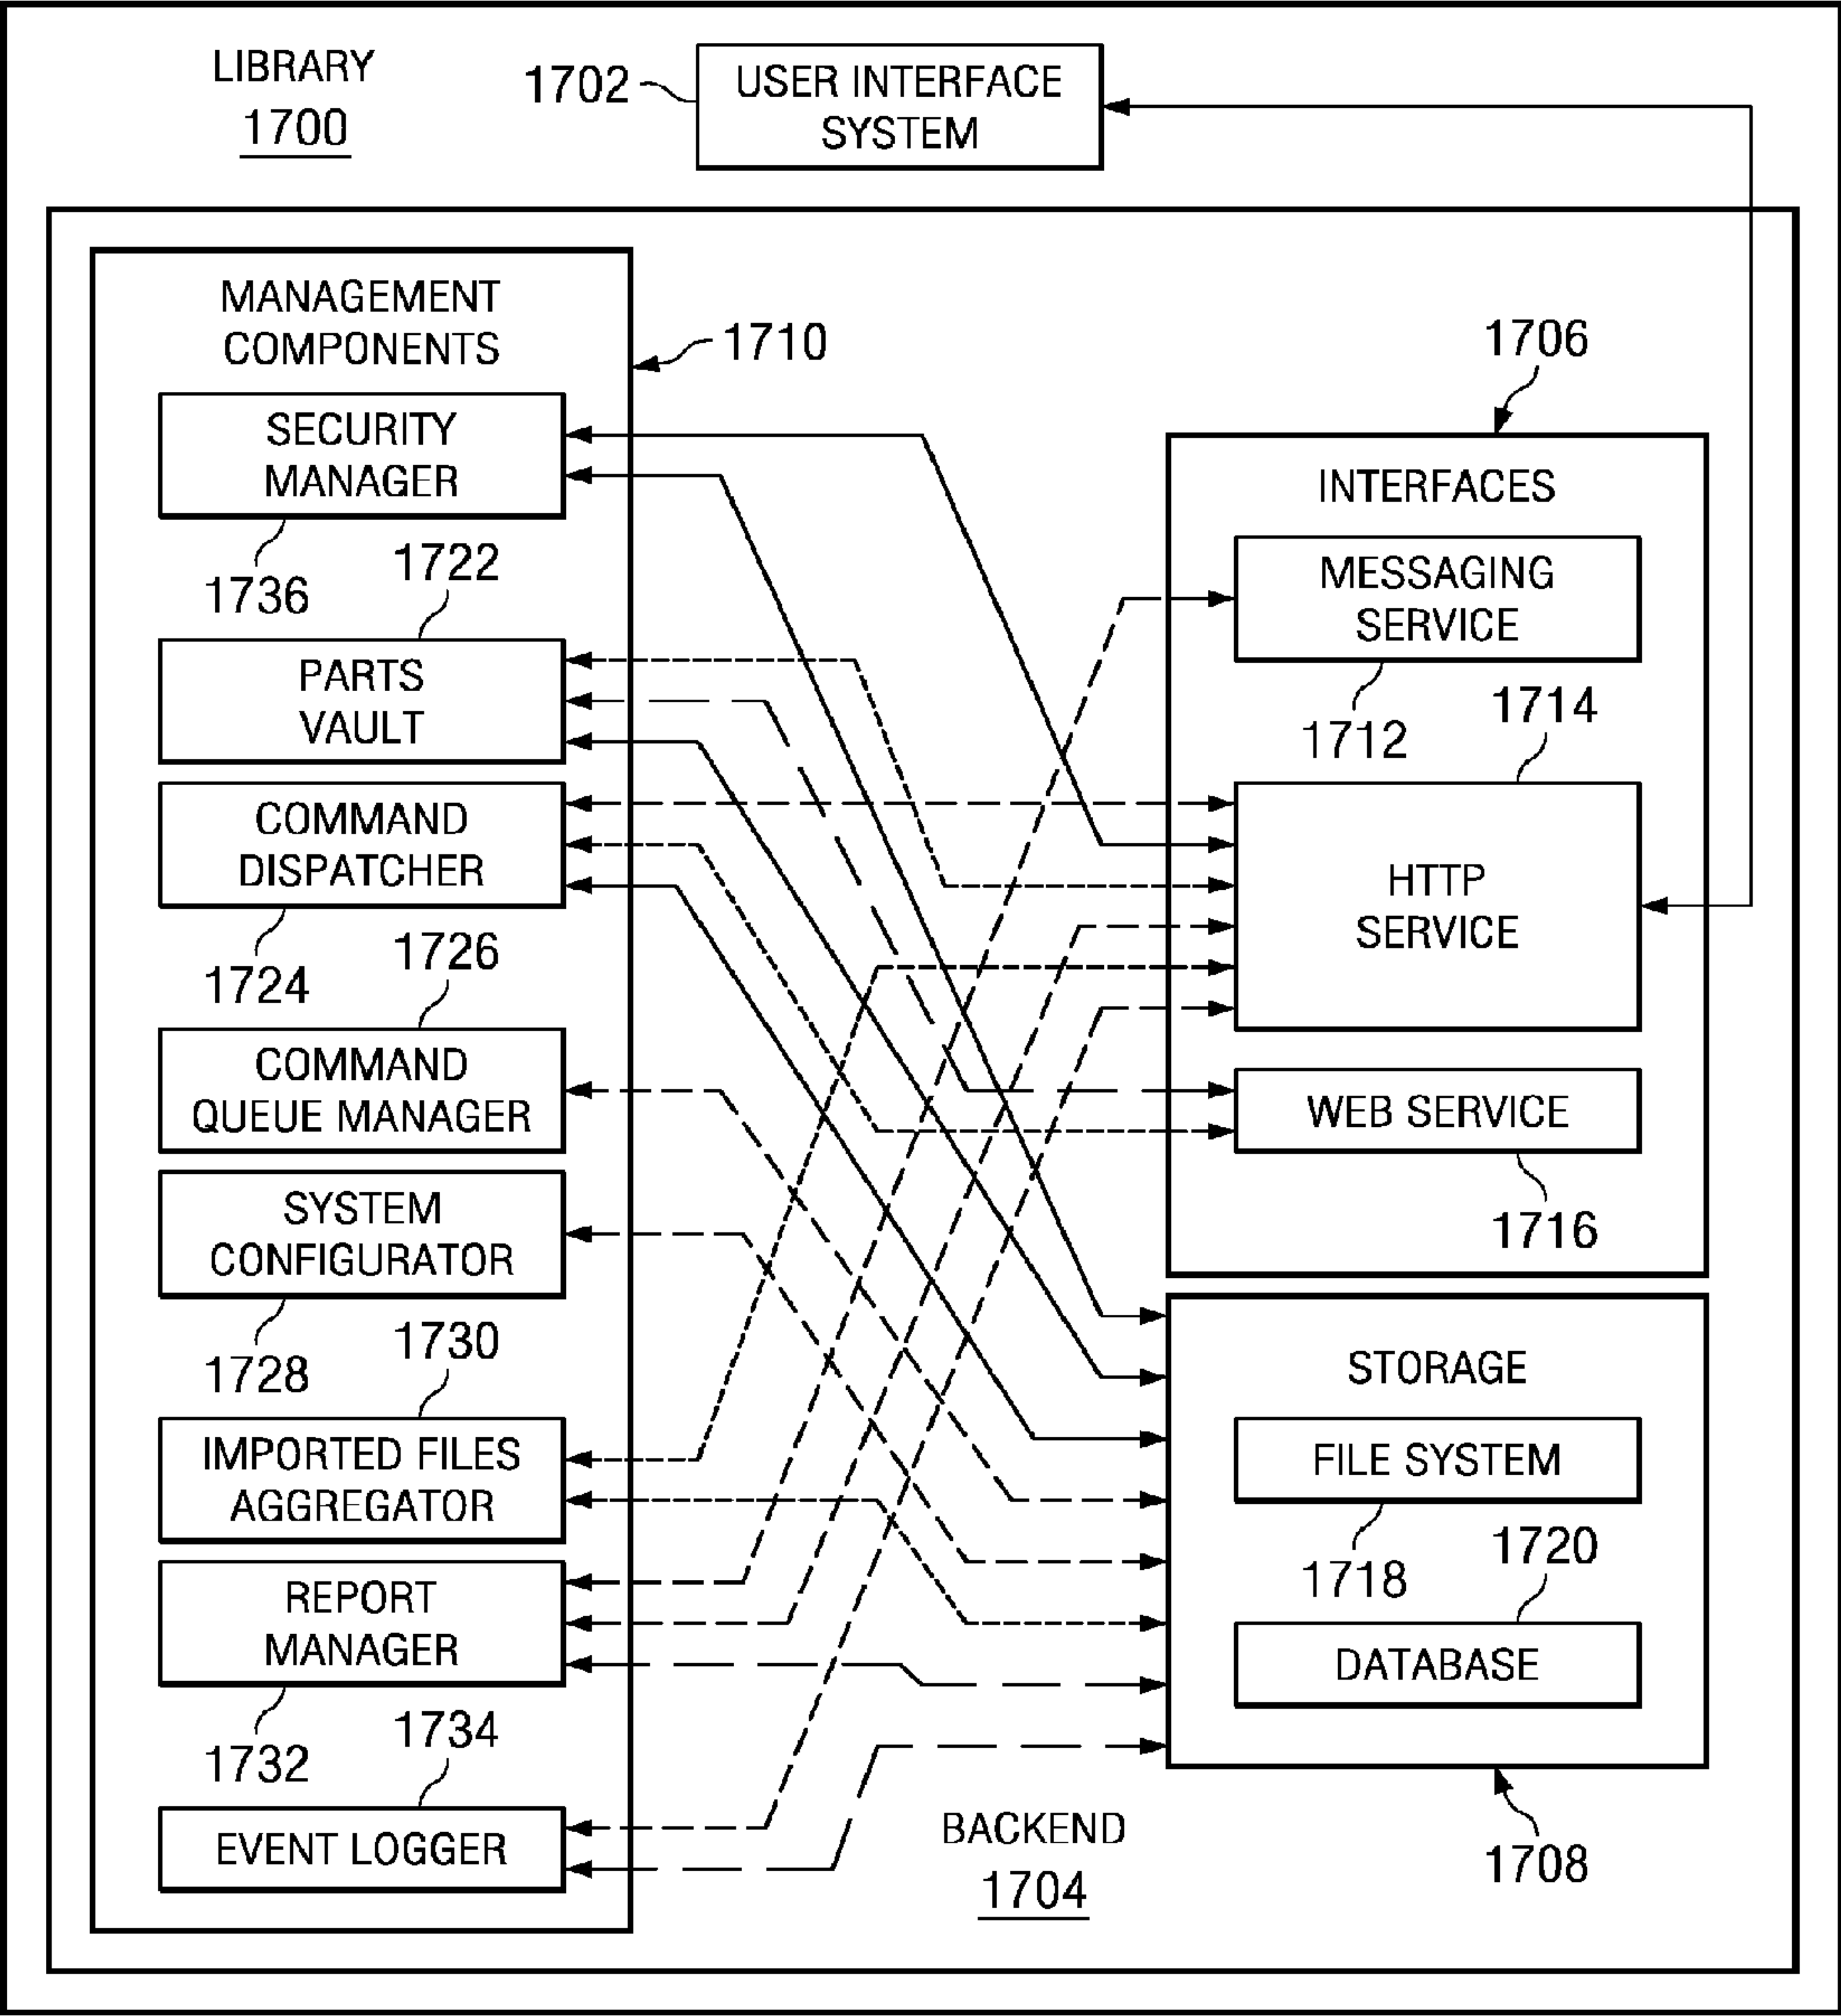 LIBRARY
1700
1702
USER INTERFACE
SYSTEM
MANAGEMENT
COMPONENTS
1710
SECURITY
MANAGER
1736
1722
PARTS
VAULT
COMMAND
DISPATCHER
1724
1726
COMMAND
QUEUE MANAGER
SYSTEM
CONFIGURATOR
1728
1730
IMPORTED FILES
AGGREGATOR
REPORT
MANAGER
1732
1734
EVENT LOGGER
1706
INTERFACES
MESSAGING
SERVICE
1712
1714
HTTP
SERVICE
WEB SERVICE
1716
STORAGE
FILE SYSTEM
1718
1720
DATABASE
1708
BACKEND
1704